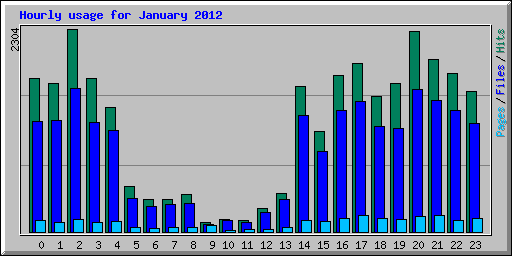 Hourly usage for January 2012
2304
Pages/Files/Hits
0 1 2 3 4 5 6 7 8 9 10 11 12 13 14 15 16 17 18 19 20 21 22 23